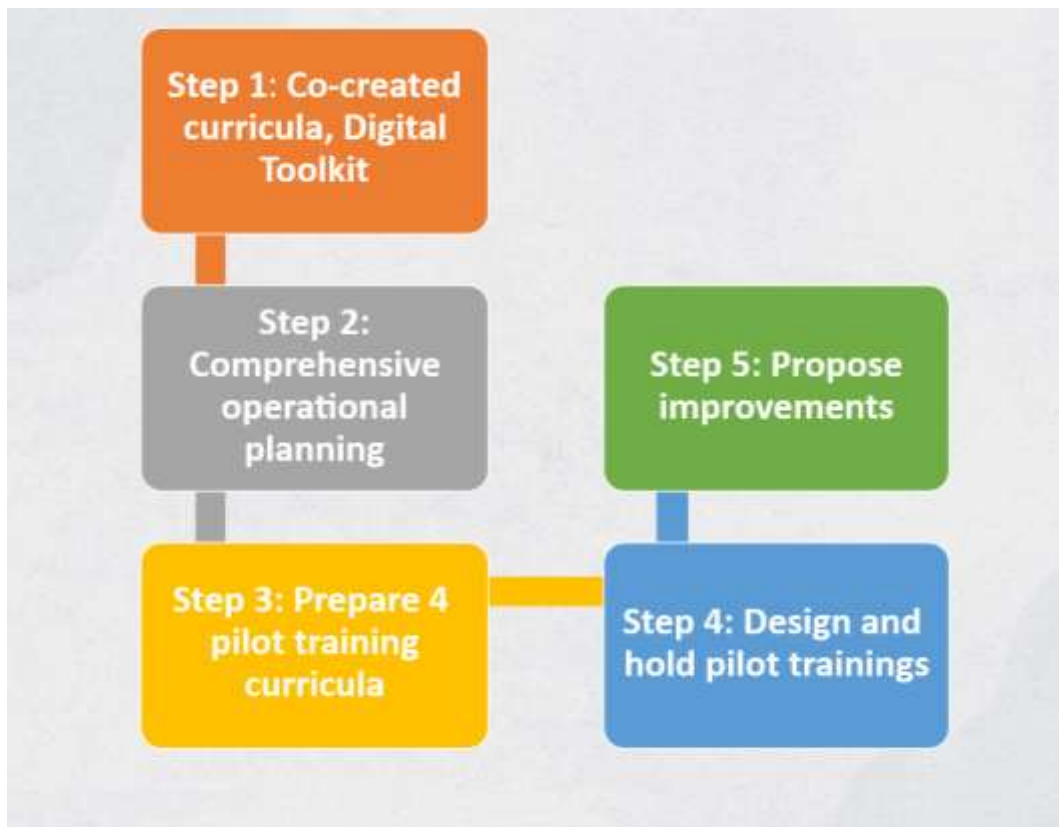 Step 1: Co-created
curricula, Digital
Toolkit
Step 2:
Comprehensive
operational
planning
Step 3: Prepare 4
pilot training
curricula
Step 4: Design and
hold pilot trainings
Step 5: Propose
improvements